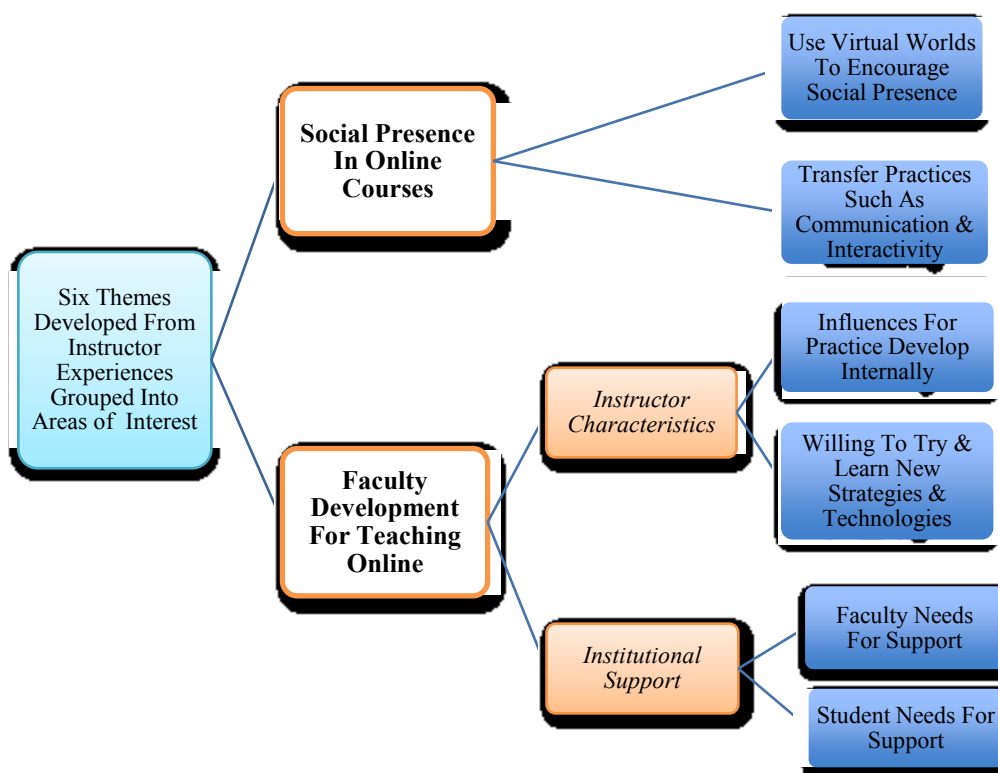 Six Themes
Developed From
Instructor
Experiences
Grouped Into
Areas of Interest
Social Presence
In Online
Courses
Use Virtual Worlds
To Encourage
Social Presence
Transfer Practices
Such As
Communication &
Interactivity
Faculty
Development
For Teaching
Online
Instructor
Characteristics
Influences For
Practice Develop
Internally
Willing To Try &
Learn New
Strategies &
Technologies
Institutional
Support
Faculty Needs
For Support
Student Needs For
Support